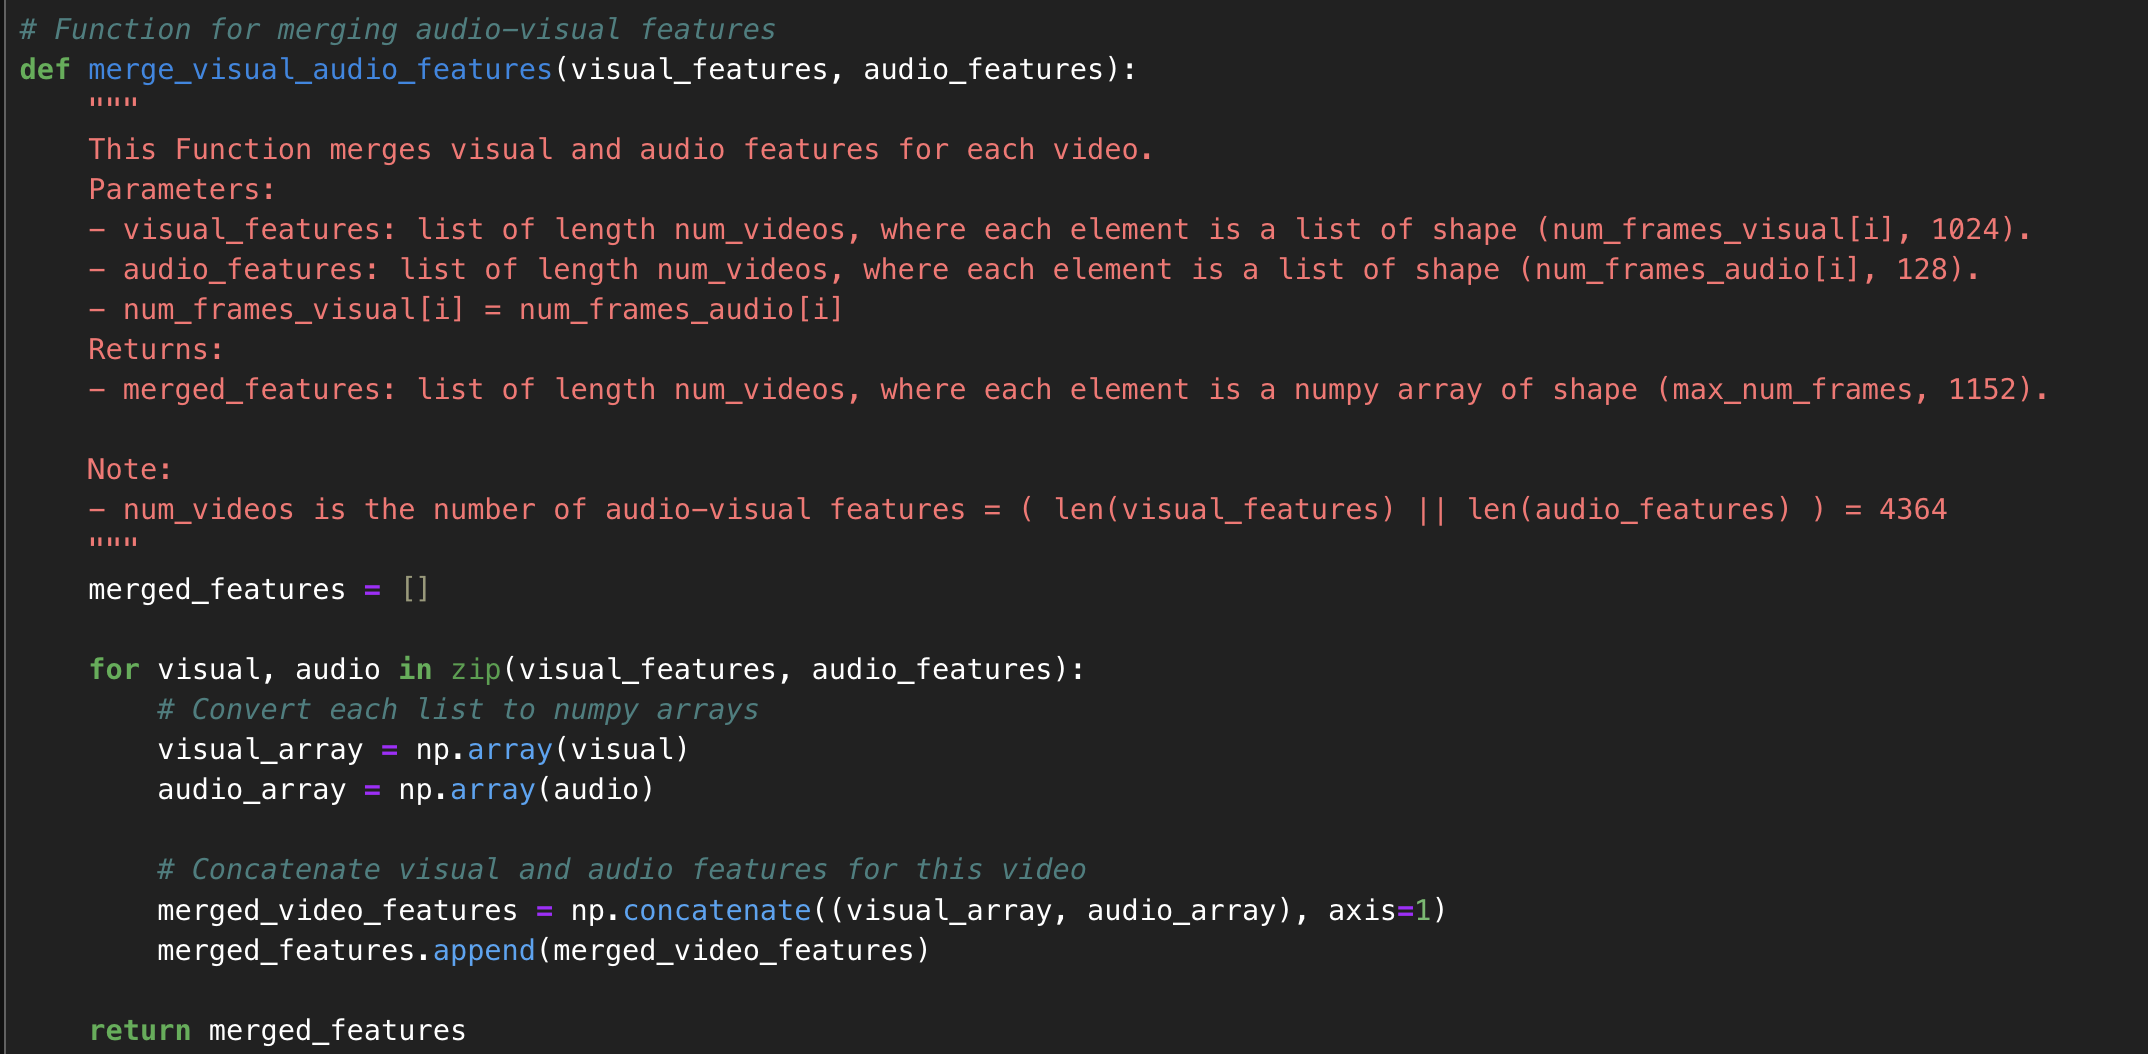 # Function for merging audio-visual features
def merge_visual_audio_features(visual_features, audio_features):
    """
    This Function merges visual and audio features for each video.
    Parameters:
    - visual_features: list of length num_videos, where each element is a list of shape (num_frames_visual[i], 1024).
    - audio_features: list of length num_videos, where each element is a list of shape (num_frames_audio[i], 128).
    - num_frames_visual[i] = num_frames_audio[i]
    Returns:
    - merged_features: list of length num_videos, where each element is a numpy array of shape (max_num_frames, 1152).

    Note:
    - num_videos is the number of audio-visual features = ( len(visual_features) || len(audio_features) ) = 4364
    """
    merged_features = []

    for visual, audio in zip(visual_features, audio_features):
        # Convert each list to numpy arrays
        visual_array = np.array(visual)
        audio_array = np.array(audio)

        # Concatenate visual and audio features for this video
        merged_video_features = np.concatenate((visual_array, audio_array), axis=1)
        merged_features.append(merged_video_features)

    return merged_features